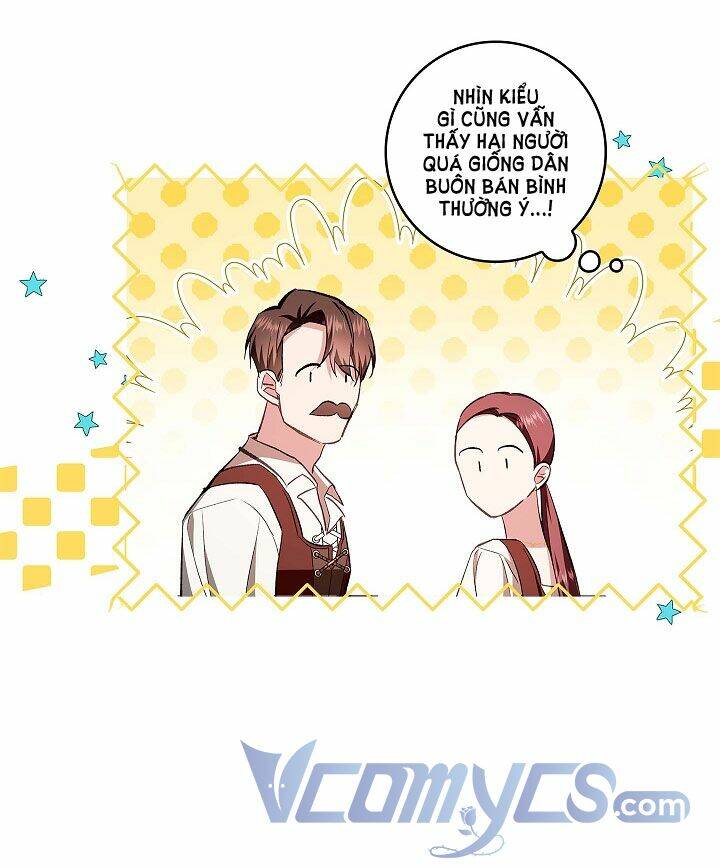 NHÌN KIỂU
GÌ CŨNG VẪN
THẤY HAI NGƯỜI
QUÁ GIỐNG DÂN
BUÔN BÁN BÌNH
THƯỜNG Ý...!
VCOMYCS.com